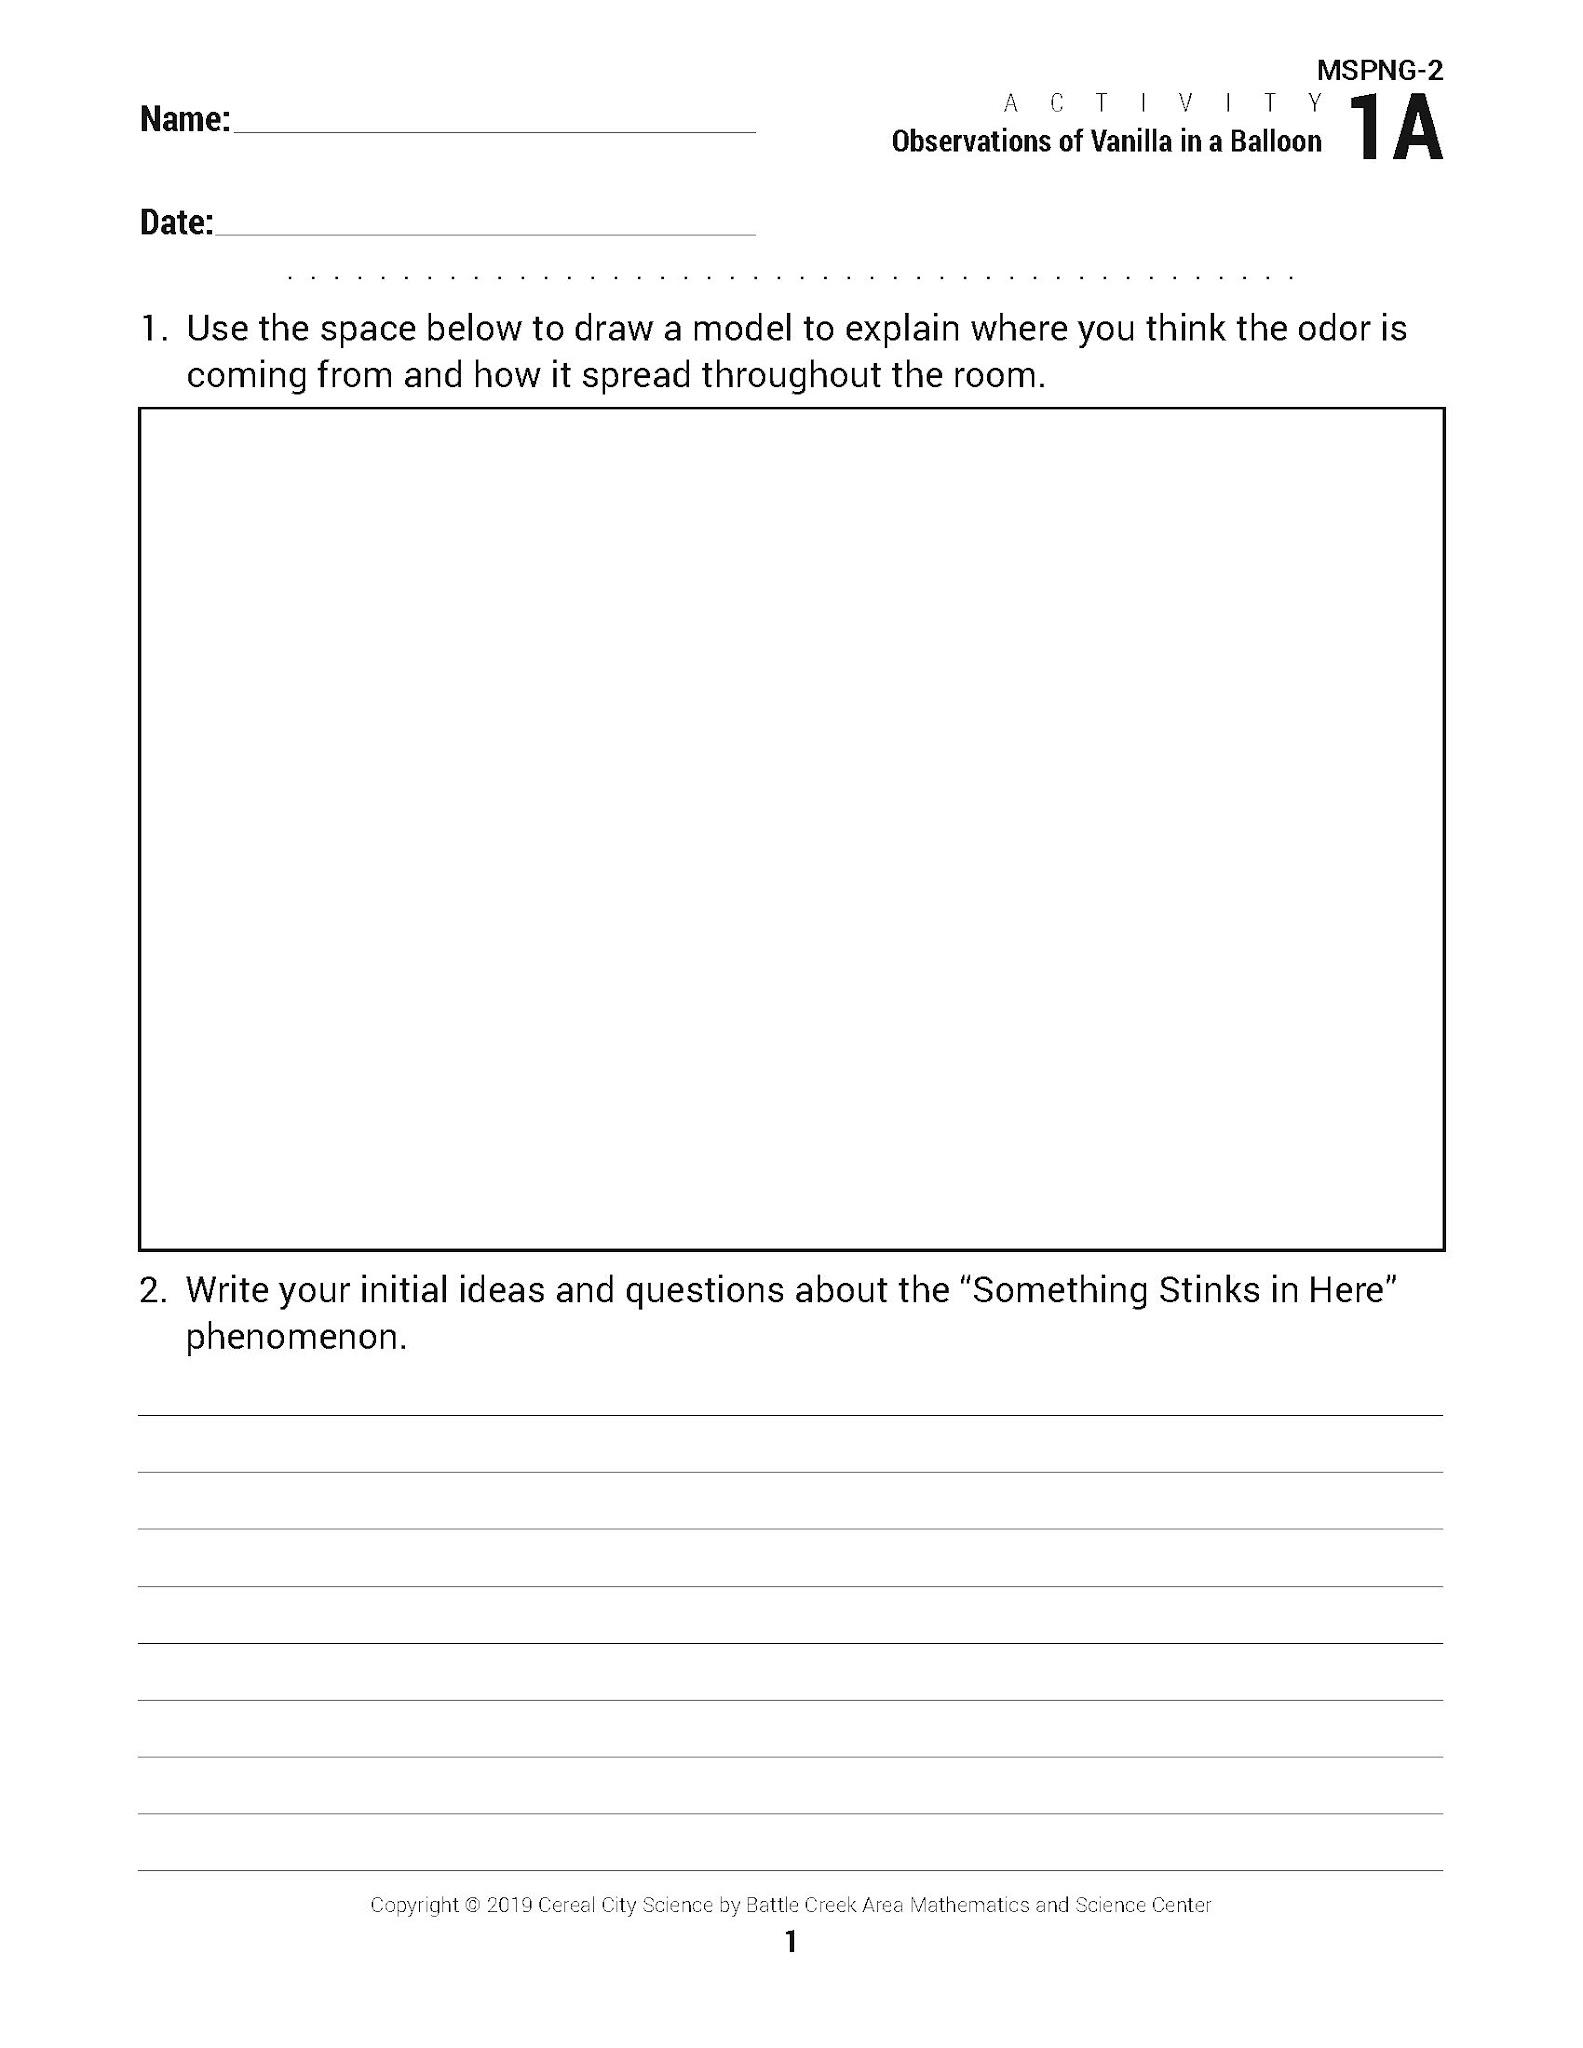 MSPNG-2
Name:
ACTIVITY 1A
Observations of Vanilla in a Balloon
Date:
1. Use the space below to draw a model to explain where you think the odor is
coming from and how it spread throughout the room.
2. Write your initial ideas and questions about the “Something Stinks in Here”
phenomenon.
Copyright © 2019 Cereal City Science by Battle Creek Area Mathematics and Science Center
1